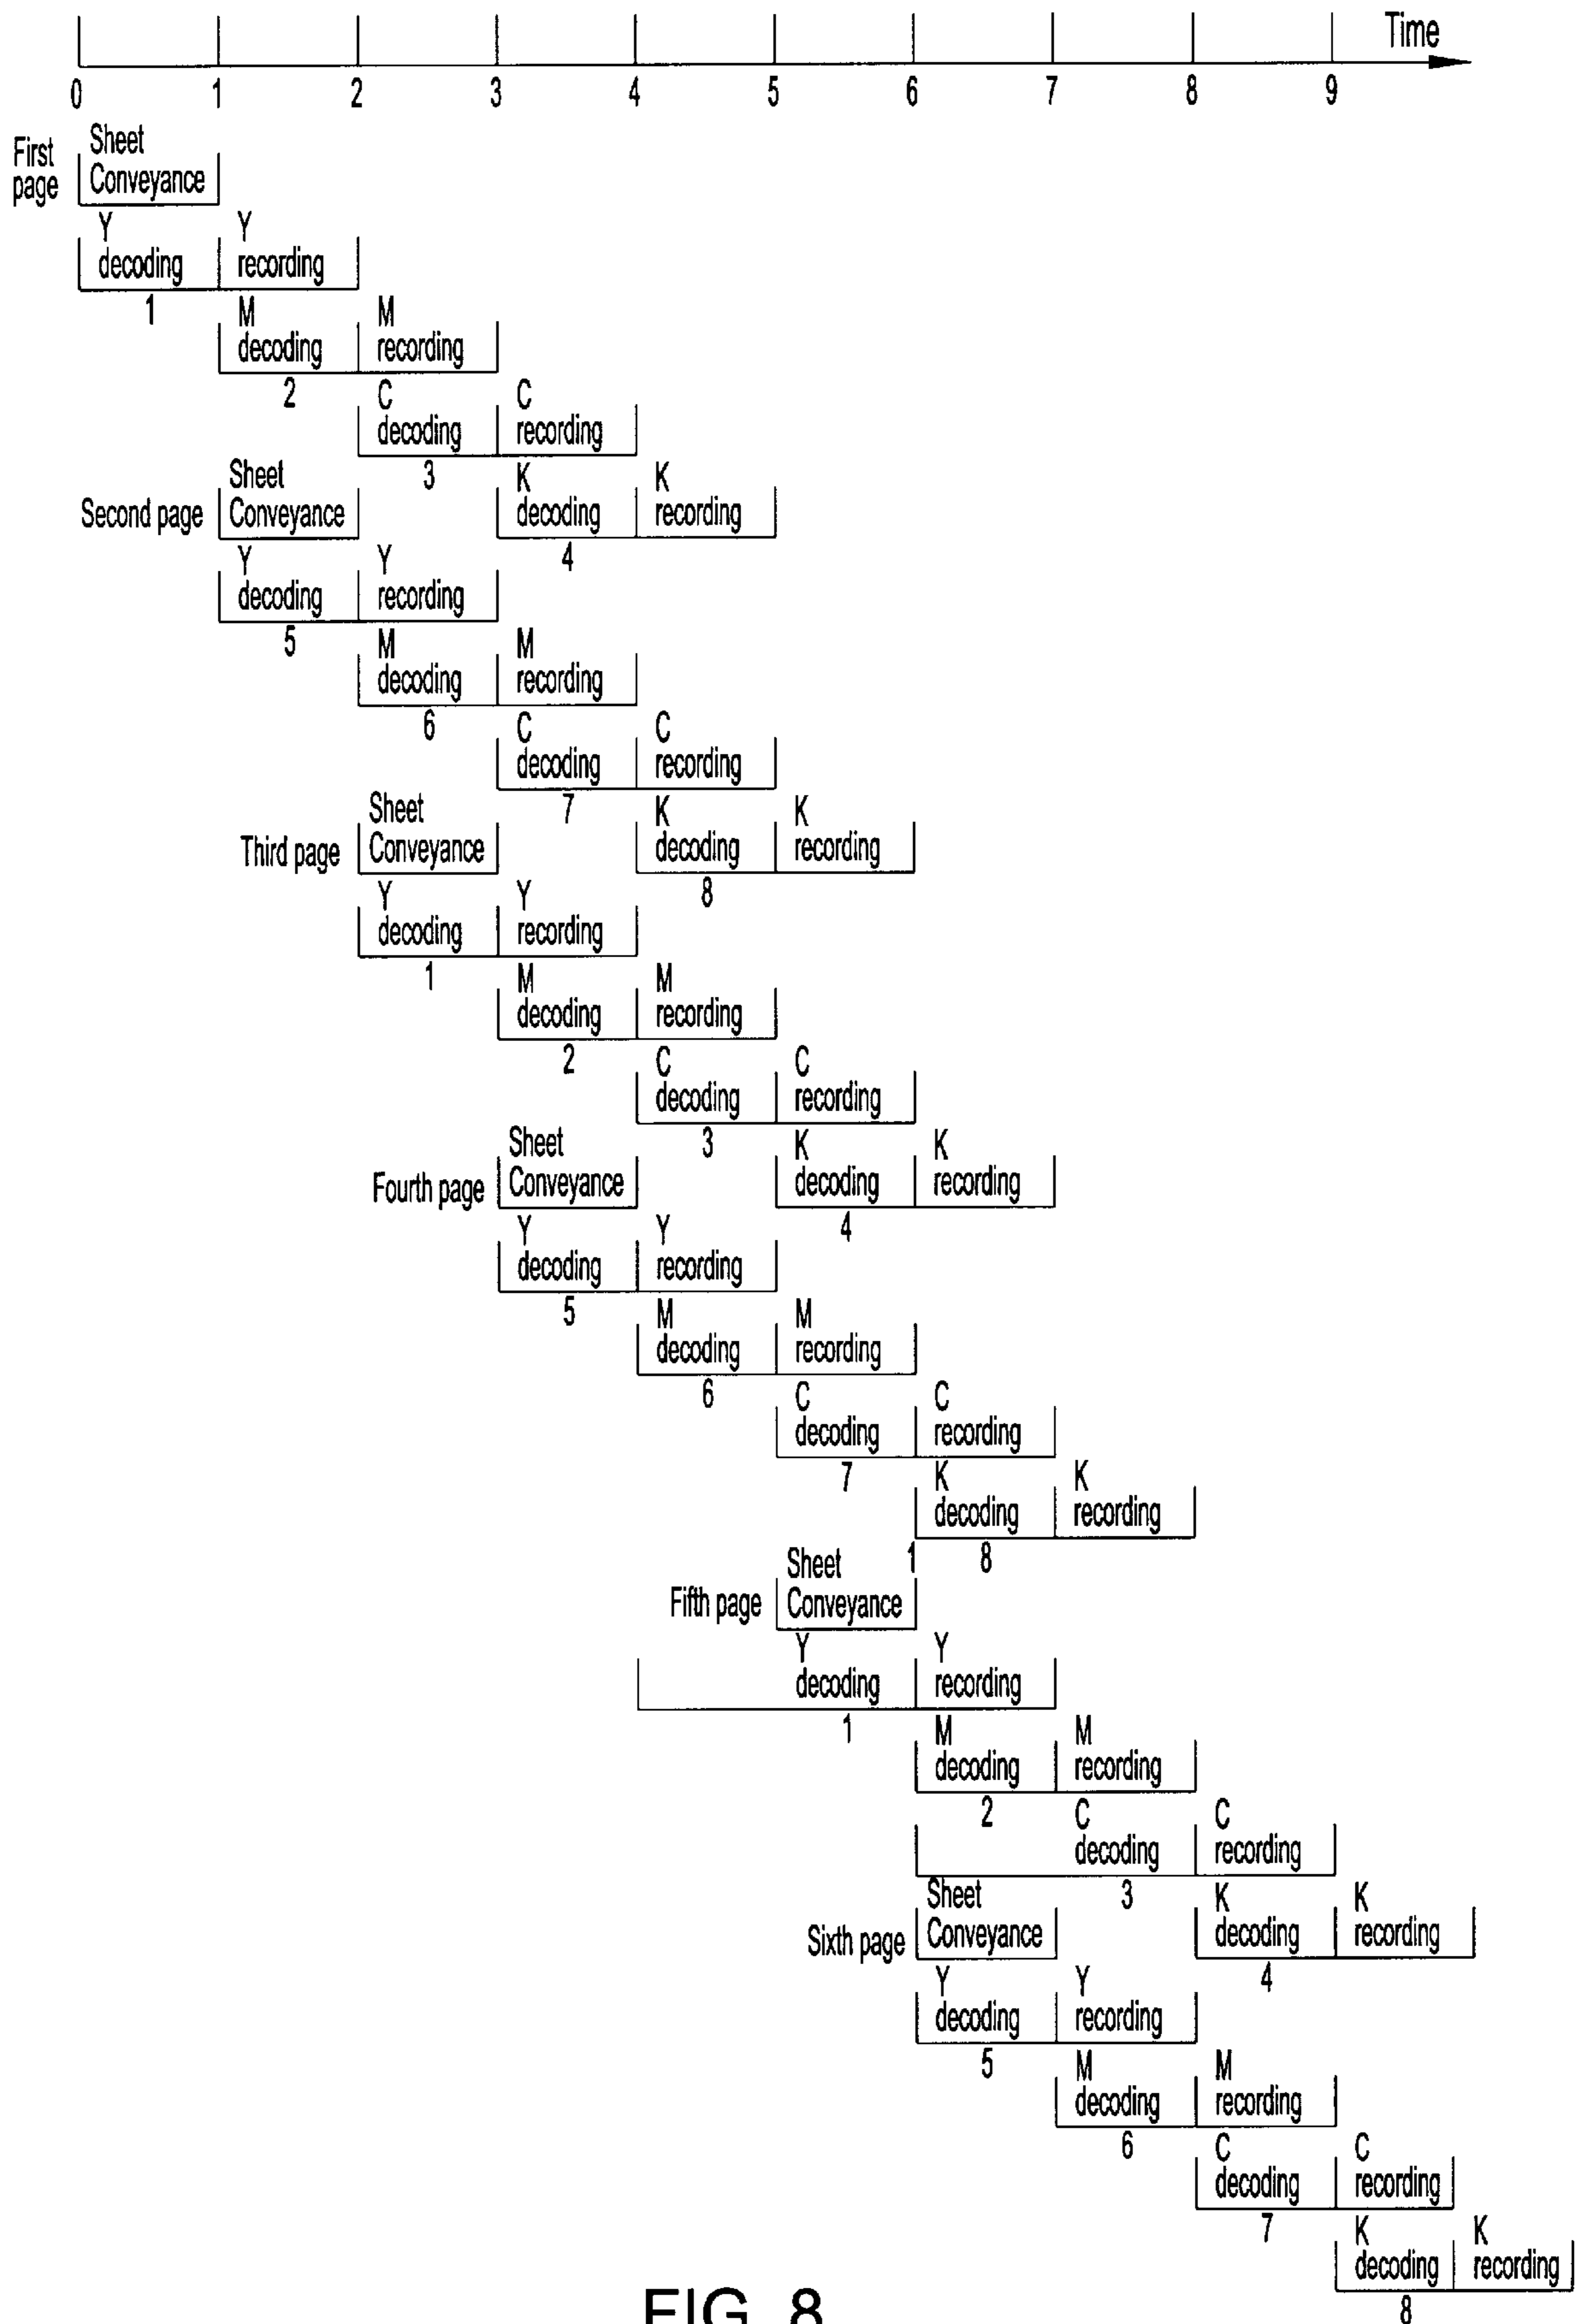 Time
0 1 2 3 4 5 6 7 8 9
First page
Sheet Conveyance
Y decoding Y recording
1
M decoding M recording
2
C decoding C recording
3
Second page
Sheet Conveyance
K decoding K recording
4
Y decoding Y recording
5
M decoding M recording
6
C decoding C recording
7
Third page
Sheet Conveyance
K decoding K recording
8
Y decoding Y recording
1
M decoding M recording
2
C decoding C recording
3
Fourth page
Sheet Conveyance
K decoding K recording
4
Y decoding Y recording
5
M decoding M recording
6
C decoding C recording
7
K decoding K recording
1 8
Fifth page
Sheet Conveyance
Y decoding Y recording
1
M decoding M recording
2
C decoding C recording
3
Sixth page
Sheet Conveyance
K decoding K recording
4
Y decoding Y recording
5
M decoding M recording
6
C decoding C recording
7
K decoding K recording
8
FIG. 8